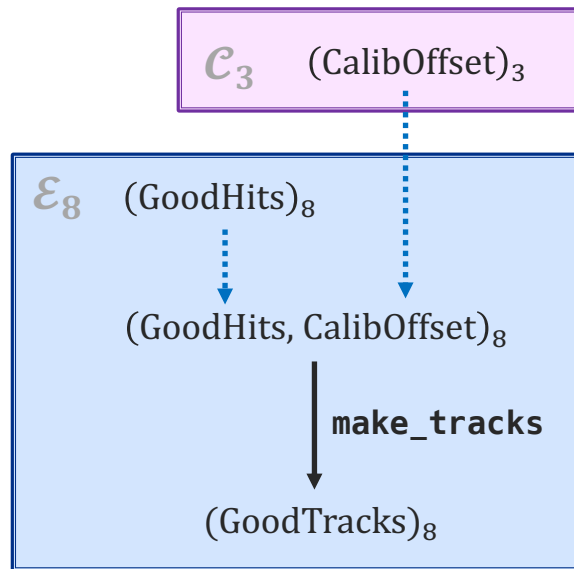 𝒞₃ (CalibOffset)₃
ℰ₈ (GoodHits)₈
(GoodHits, CalibOffset)₈
make_tracks
(GoodTracks)₈